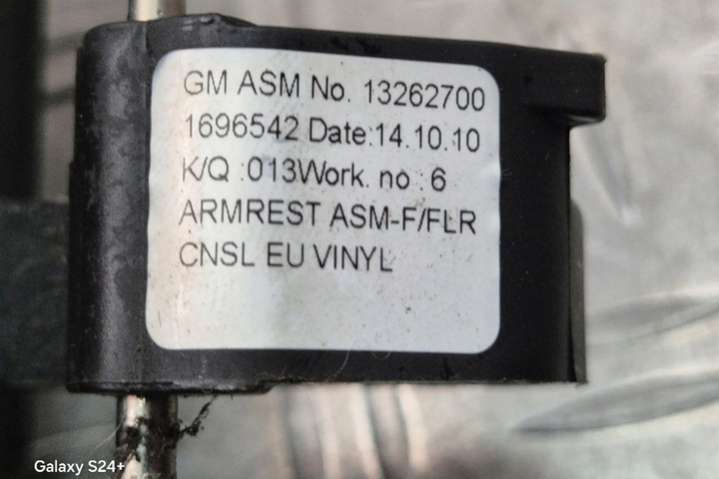 GM ASM No. 13262700
1696542 Date:14.10.10
K/Q :013Work. no : 6
ARMREST ASM-F/FLR
CNSL EU VINYL
Galaxy S24+